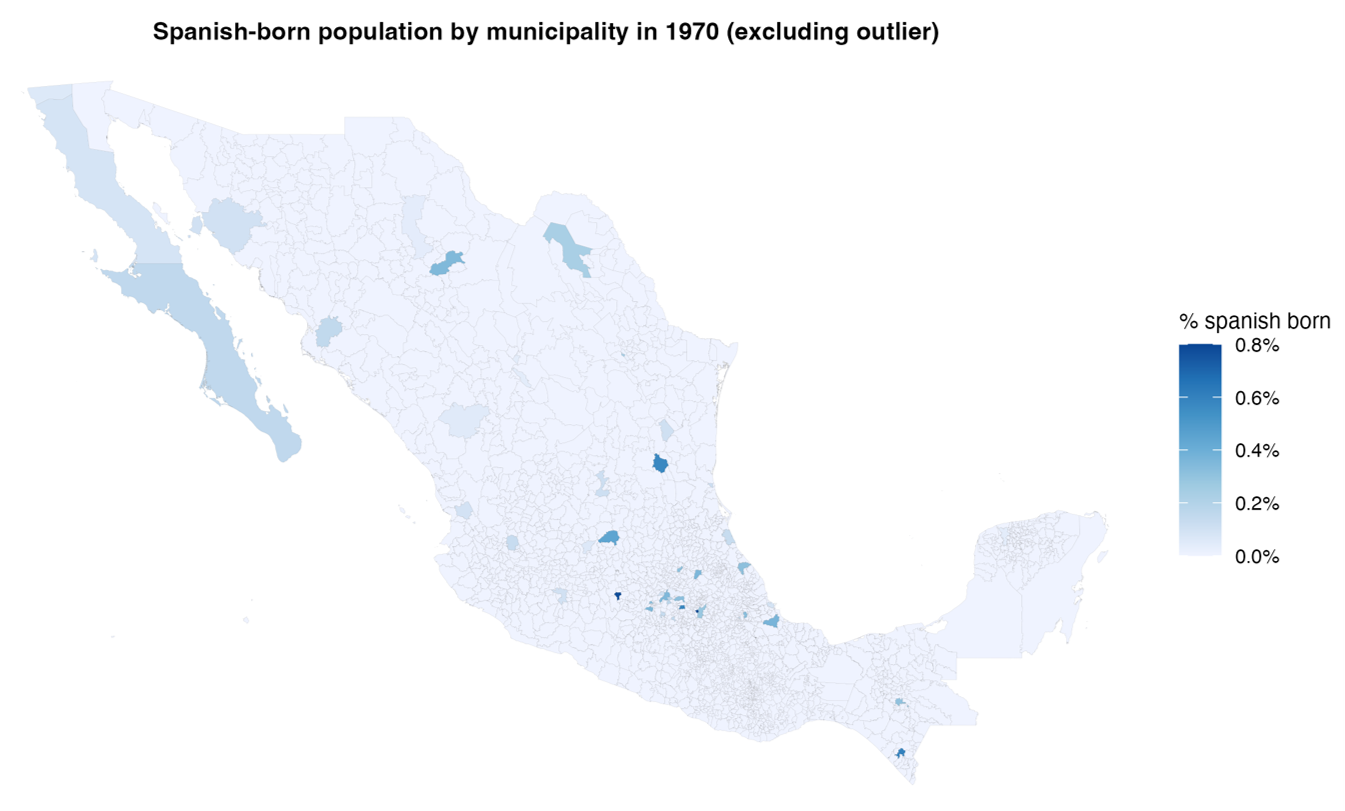 Spanish-born population by municipality in 1970 (excluding outlier)
% spanish born
0.8%
0.6%
0.4%
0.2%
0.0%